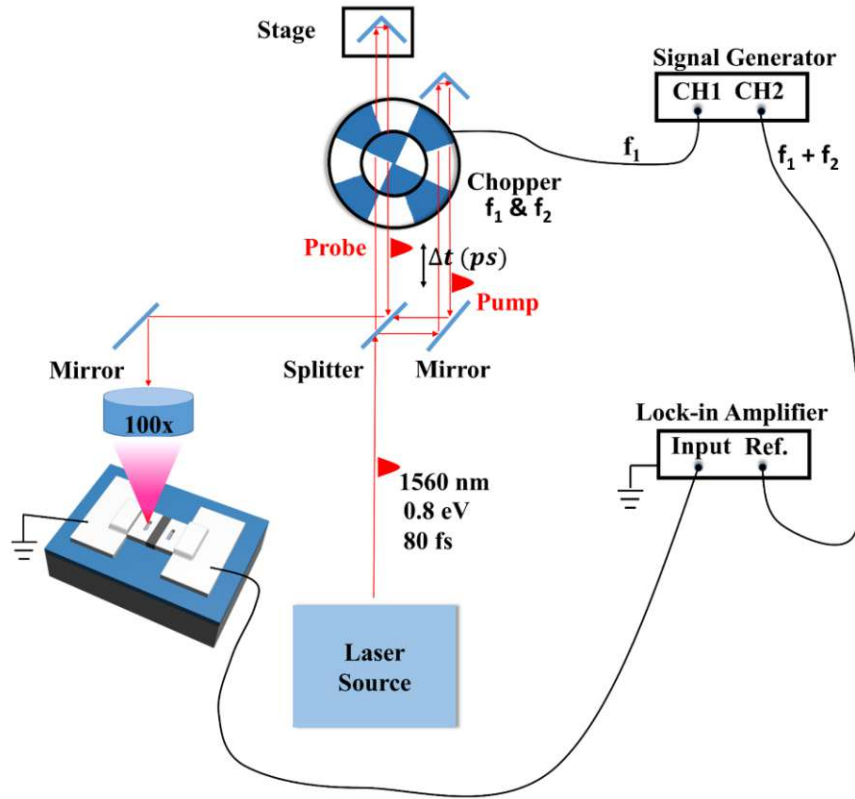 Stage
Signal Generator
CH1 CH2
f₁
f₁ + f₂
Chopper
f₁ & f₂
Probe
Δt (ps)
Pump
Mirror
Splitter
Mirror
100x
Lock-in Amplifier
Input Ref.
1560 nm
0.8 eV
80 fs
Laser
Source